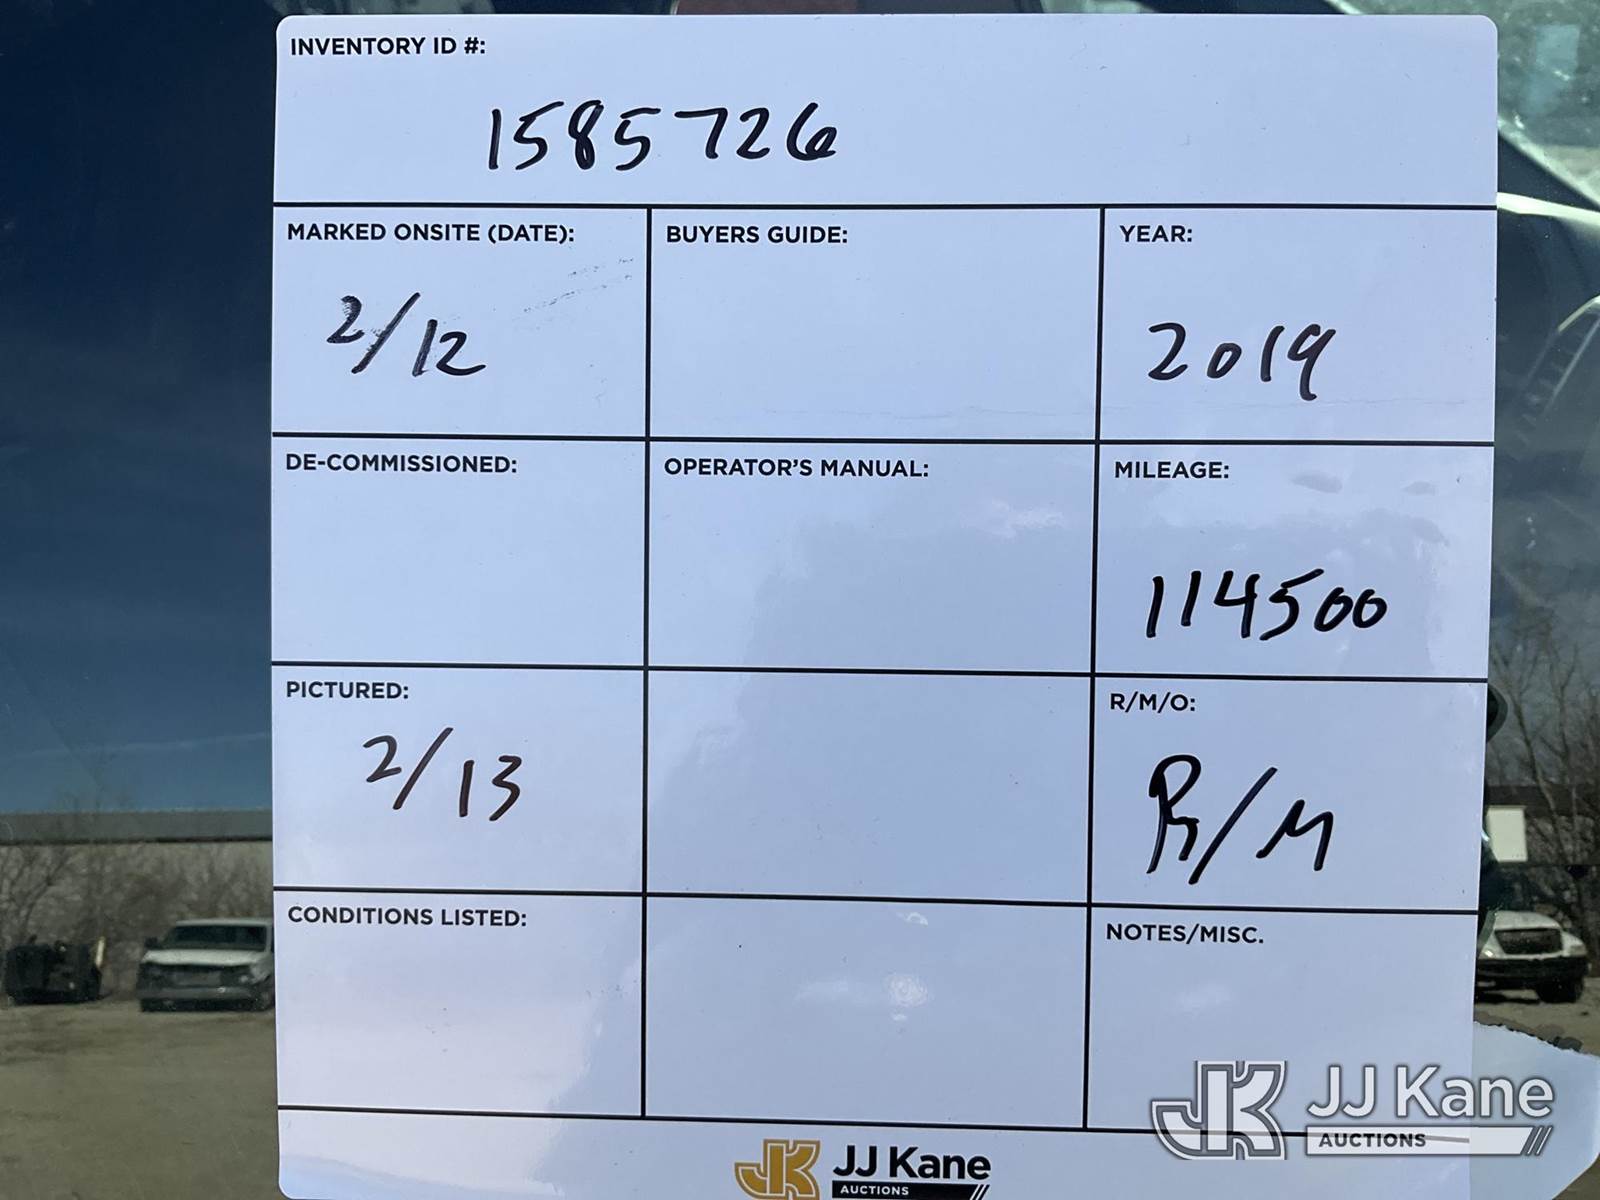 INVENTORY ID #:
1585726
MARKED ONSITE (DATE):
2/12
BUYERS GUIDE:
YEAR:
2019
DE-COMMISSIONED:
OPERATOR'S MANUAL:
MILEAGE:
114500
PICTURED:
2/13
R/M/O:
R/M
CONDITIONS LISTED:
NOTES/MISC.
JJ Kane
AUCTIONS
JJ Kane
AUCTIONS